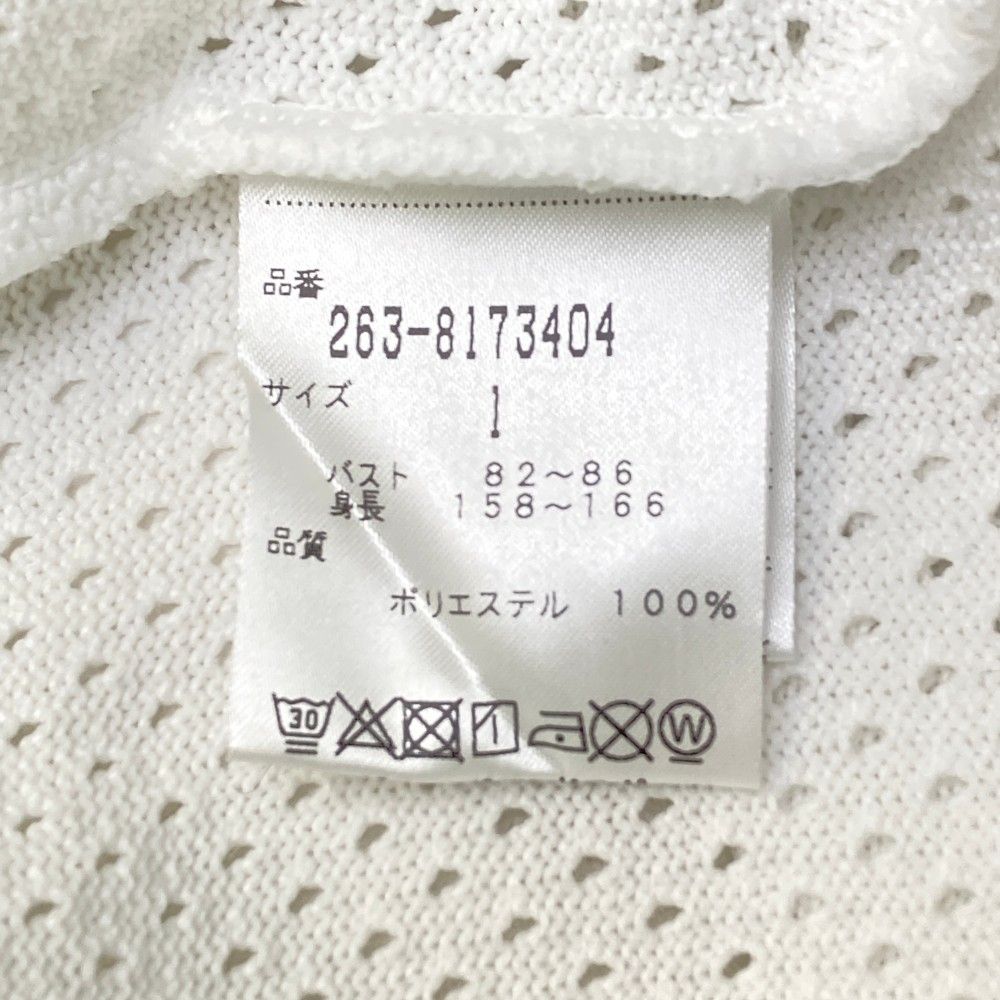 品番
263-8173404
サイズ 1
バスト 82～86
身長 158～166
品質
ポリエステル 100%
30 W